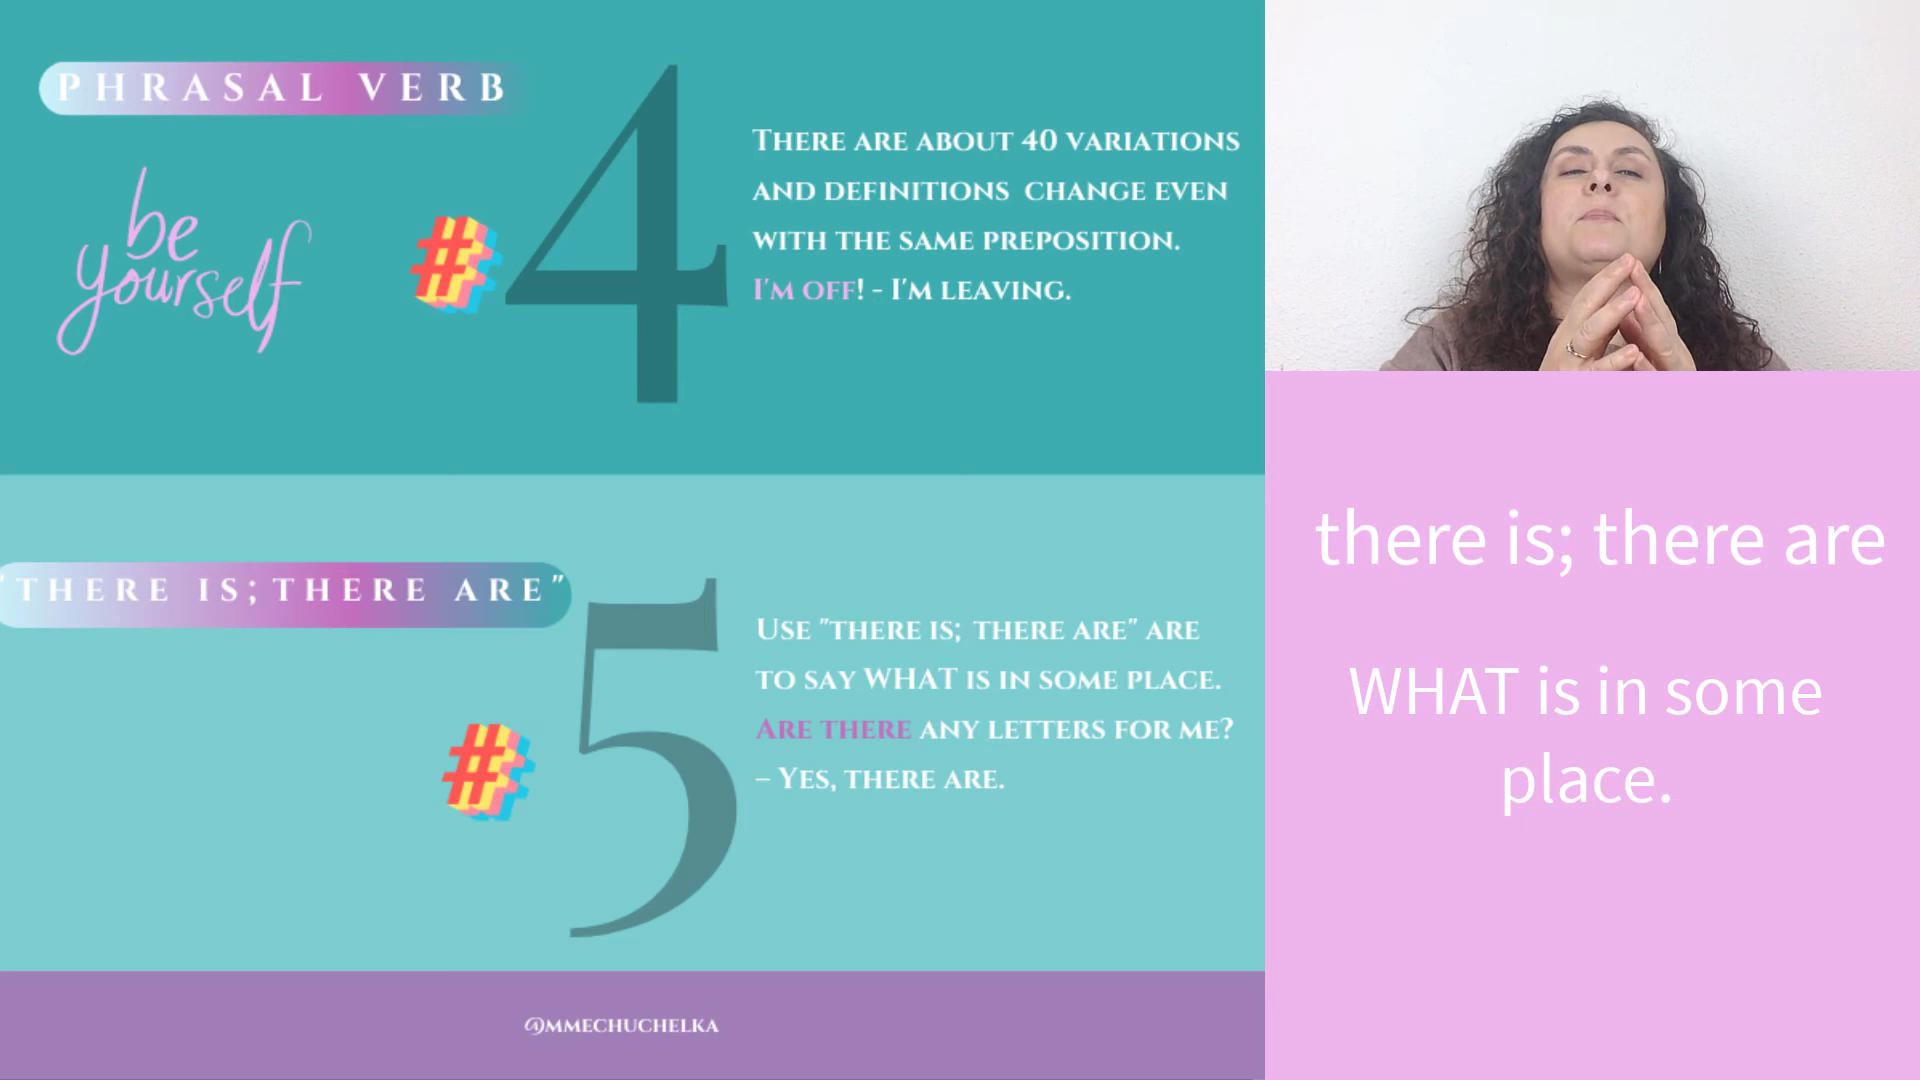 PHRASAL VERB
be
yourself
#4
THERE ARE ABOUT 40 VARIATIONS
AND DEFINITIONS CHANGE EVEN
WITH THE SAME PREPOSITION.
I'M OFF! - I'M LEAVING.
"THERE IS;THERE ARE"
#5
USE "THERE IS; THERE ARE" ARE
TO SAY WHAT IS IN SOME PLACE.
ARE THERE ANY LETTERS FOR ME?
– YES, THERE ARE.
@MMECHUCHELKA
there is; there are
WHAT is in some
place.